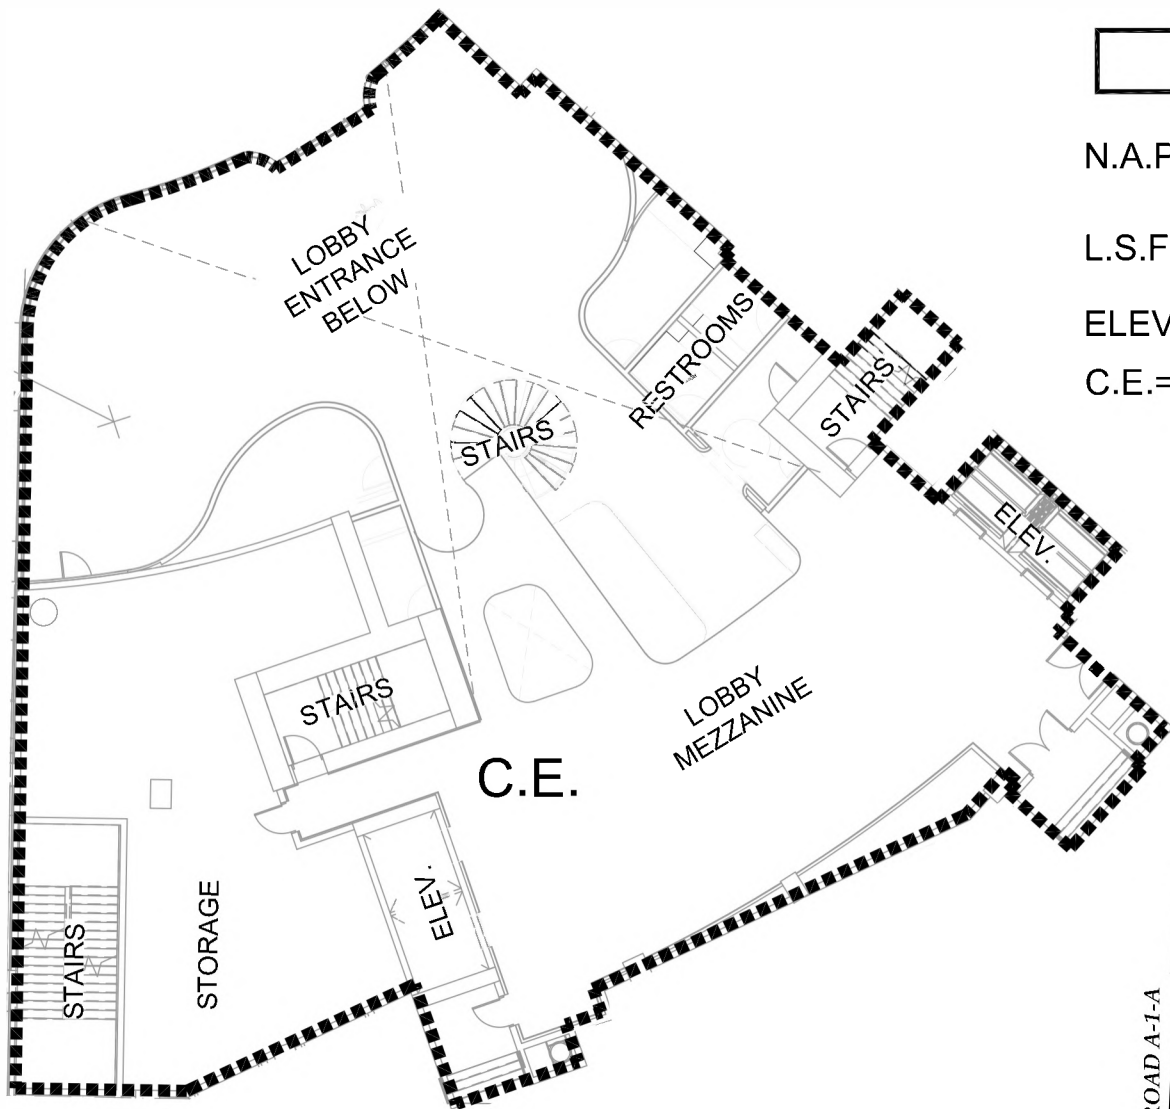 N.A.P
L.S.F
ELEV
C.E.=
LOBBY
ENTRANCE
BELOW
RESTROOMS
STAIRS
STAIRS
ELEV.
STAIRS
LOBBY
MEZZANINE
C.E.
ELEV.
STORAGE
STAIRS
ROAD A-1-A